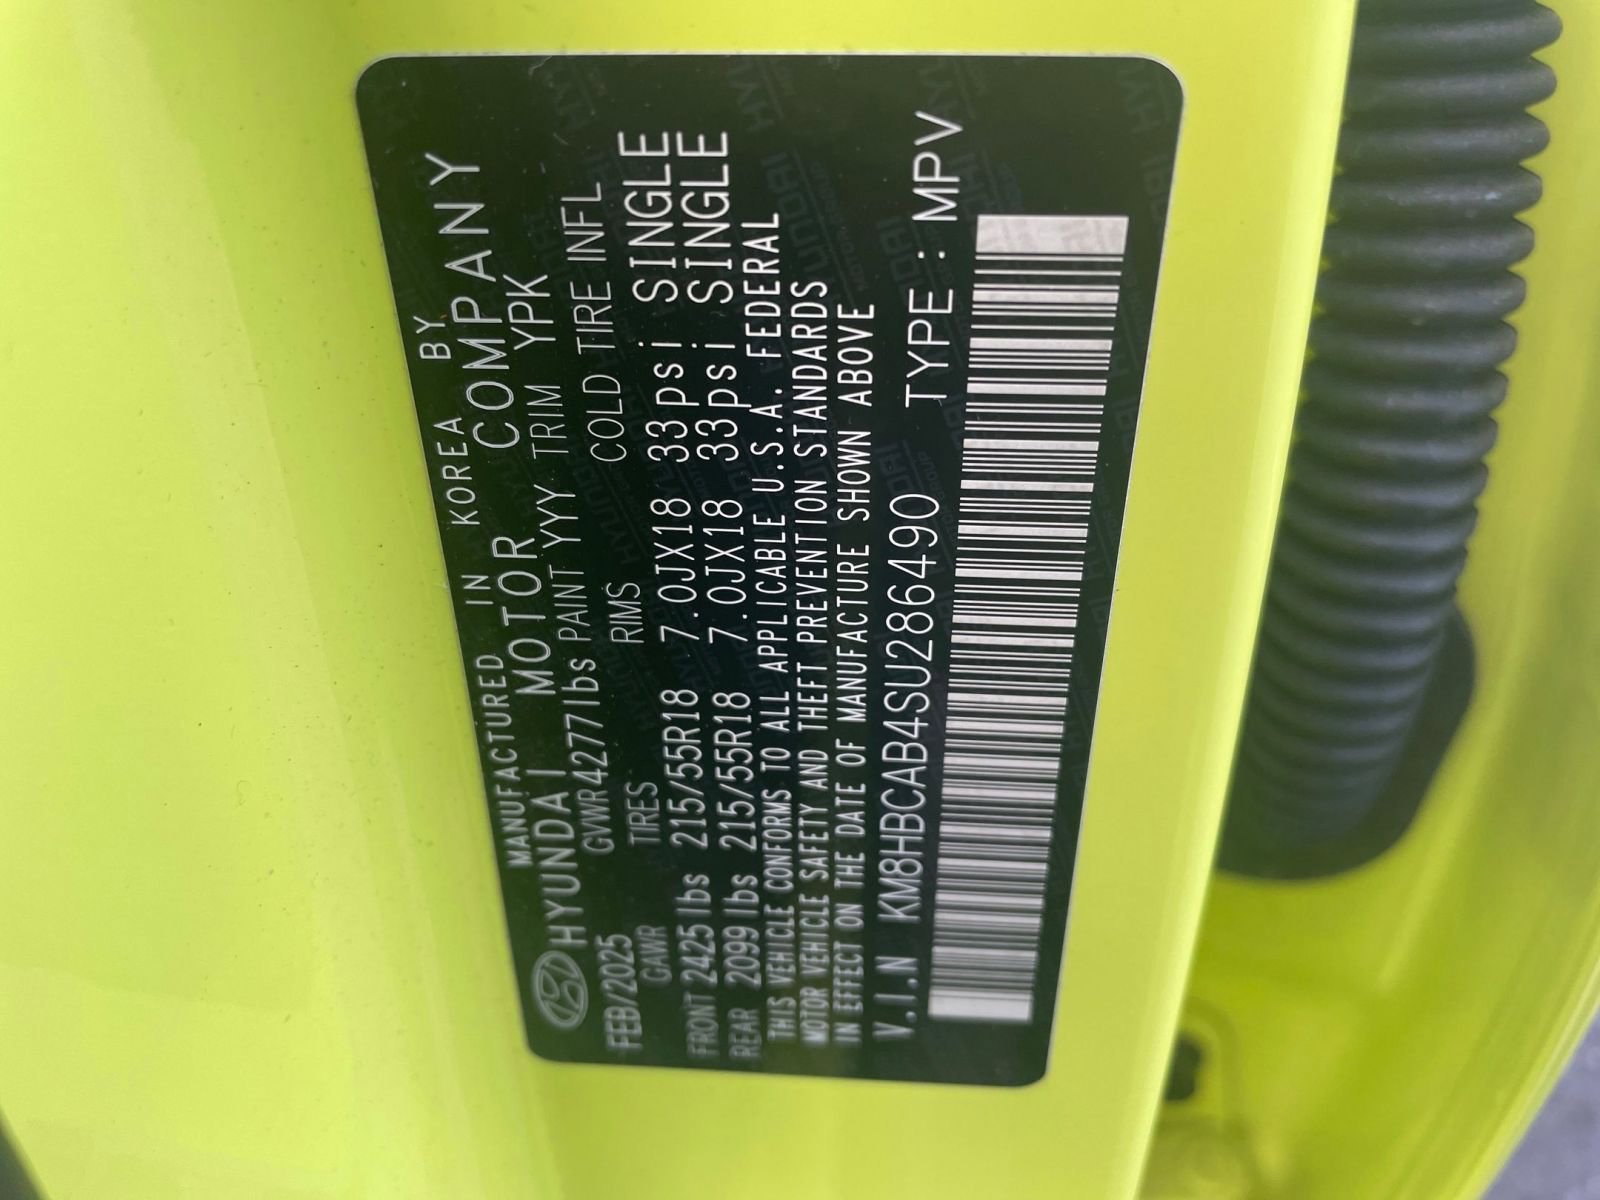 MANUFACTURED IN KOREA BY
HYUNDAI MOTOR COMPANY
FEB/2025 GVWR 4277lbs PAINT YYY TRIM YPK
GAWR TIRES RIMS COLD TIRE INFL
FRONT 2425lbs 215/55R18 7.0JX18 33psi SINGLE
REAR 2099lbs 215/55R18 7.0JX18 33psi SINGLE
THIS VEHICLE CONFORMS TO ALL APPLICABLE U.S.A. FEDERAL
MOTOR VEHICLE SAFETY AND THEFT PREVENTION STANDARDS
IN EFFECT ON THE DATE OF MANUFACTURE SHOWN ABOVE
V.I.N KM8HBCAB4SU286490 TYPE : MPV